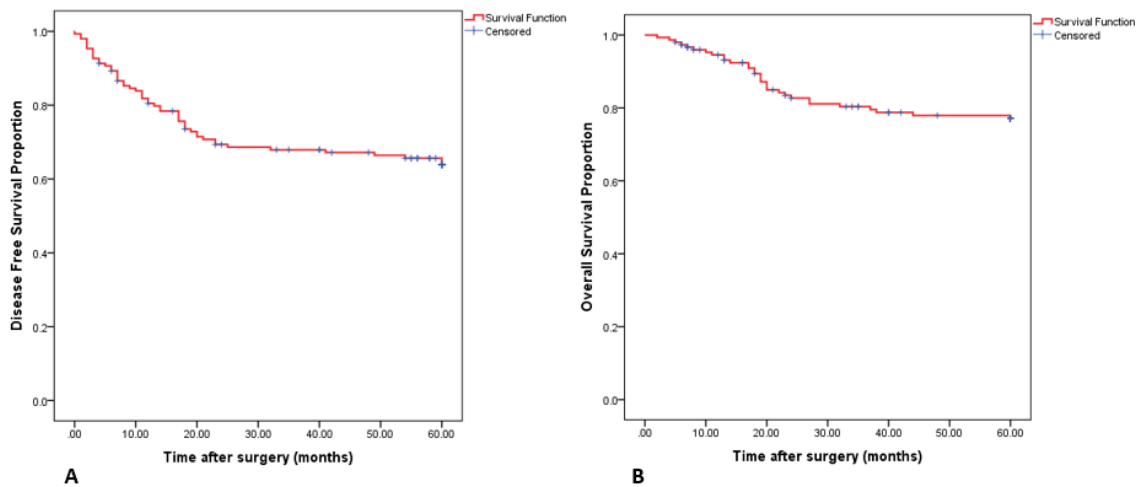 Survival Function
Censored
1.0
0.8
0.6
0.4
0.2
0.0
Disease Free Survival Proportion
.00 10.00 20.00 30.00 40.00 50.00 60.00
Time after surgery (months)
A
Survival Function
Censored
1.0
0.8
0.6
0.4
0.2
0.0
Overall Survival Proportion
.00 10.00 20.00 30.00 40.00 50.00 60.00
Time after surgery (months)
B